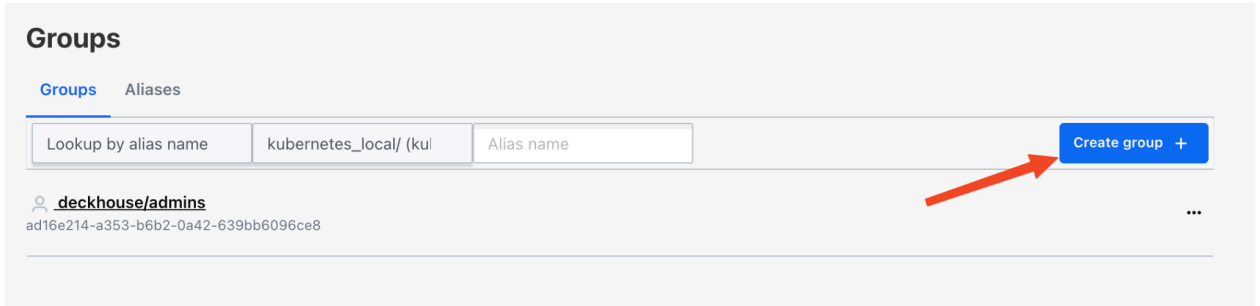 Groups
Groups Aliases
Lookup by alias name kubernetes_local/ (kul Alias name Create group +
deckhouse/admins
ad16e214-a353-b6b2-0a42-639bb6096ce8